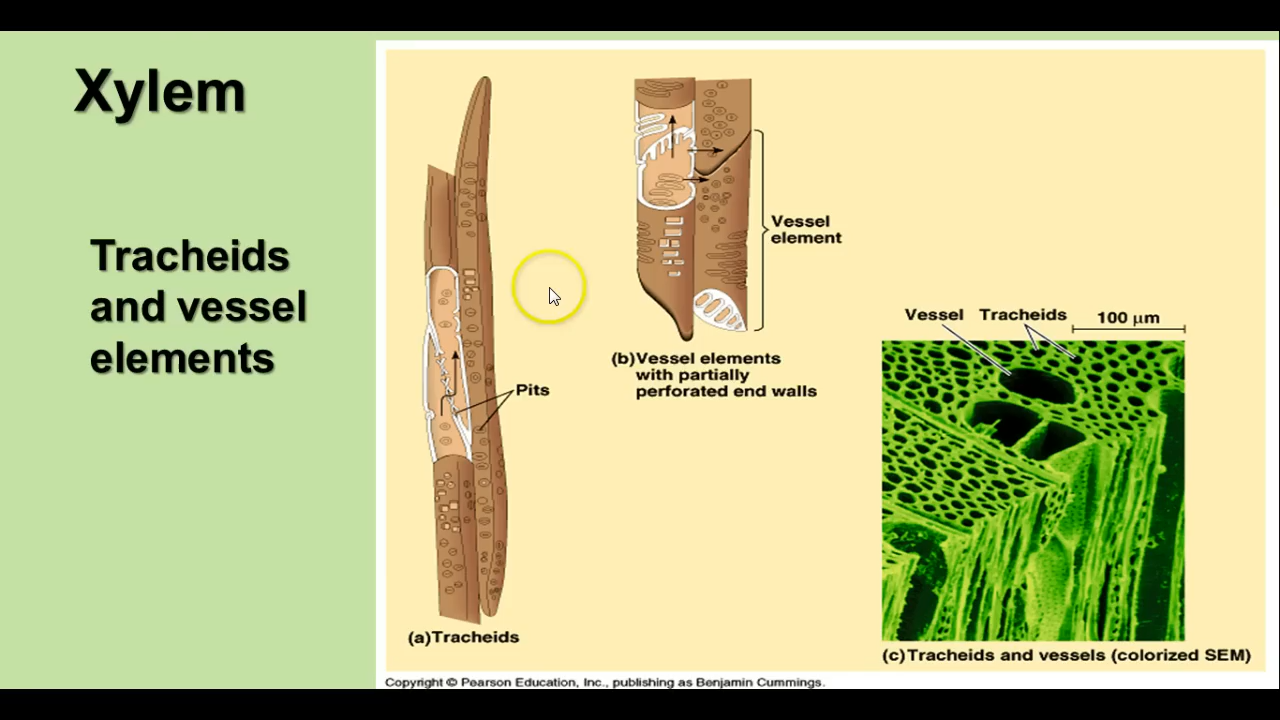 Xylem
Tracheids
and vessel
elements
Pits
(a)Tracheids
Vessel
element
(b)Vessel elements
with partially
perforated end walls
Vessel Tracheids 100 µm
(c)Tracheids and vessels (colorized SEM)
Copyright © Pearson Education, Inc., publishing as Benjamin Cummings.